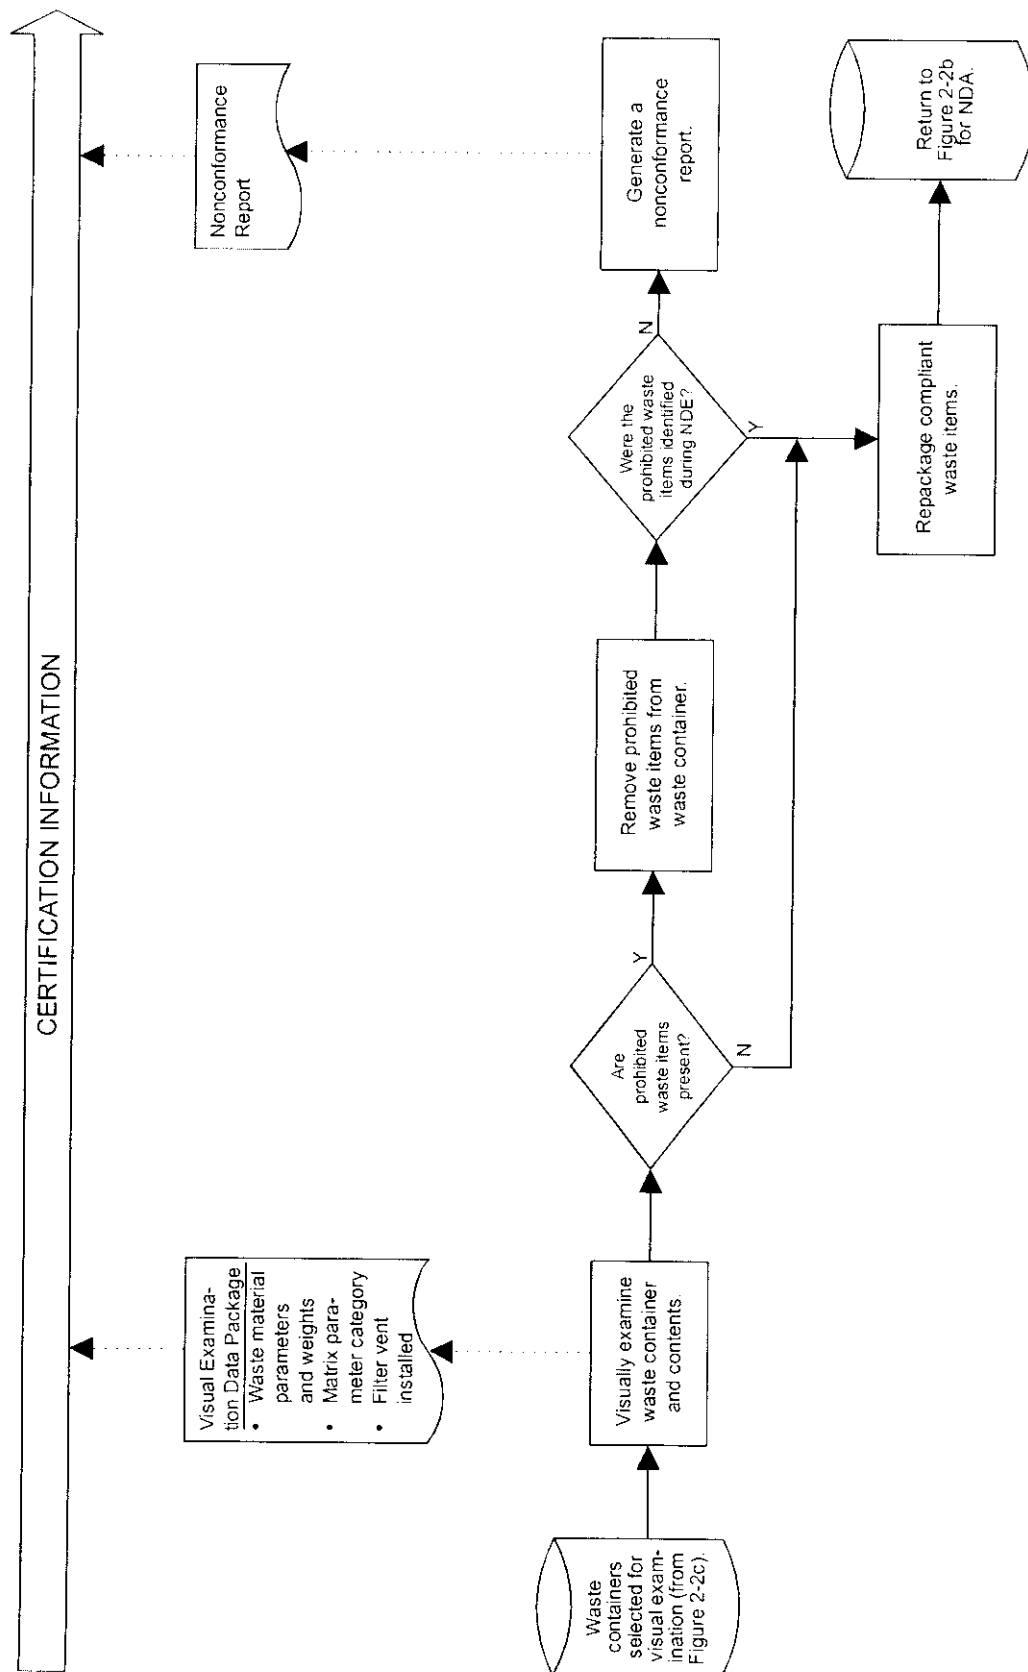 CERTIFICATION INFORMATION
Visual Examina-
tion Data Package
• Waste material
parameters
and weights
• Matrix para-
meter category
• Filter vent
installed
Nonconformance
Report
Waste
containers
selected for
visual exam-
ination (from
Figure 2-2c).
Visually examine
waste container
and contents.
Are
prohibited
waste items
present?
Y
N
Remove prohibited
waste items from
waste container.
Were the
prohibited waste
items identified
during NDE?
N
Y
Generate a
nonconformance
report.
Repackage compliant
waste items.
Return to
Figure 2-2b
for NDA.